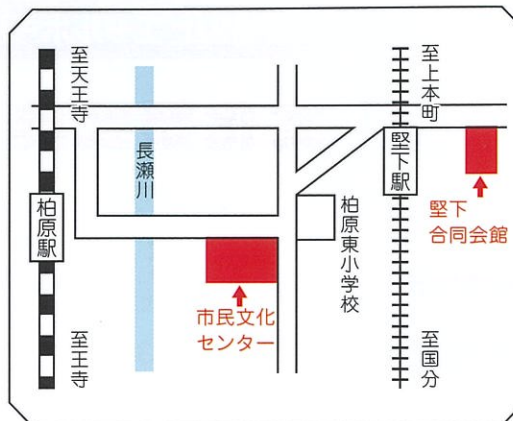 至天王寺
柏原駅
至王寺
長瀬川
市民文化
センター
柏原東小学校
至上本町
堅下駅
至国分
堅下
合同会館